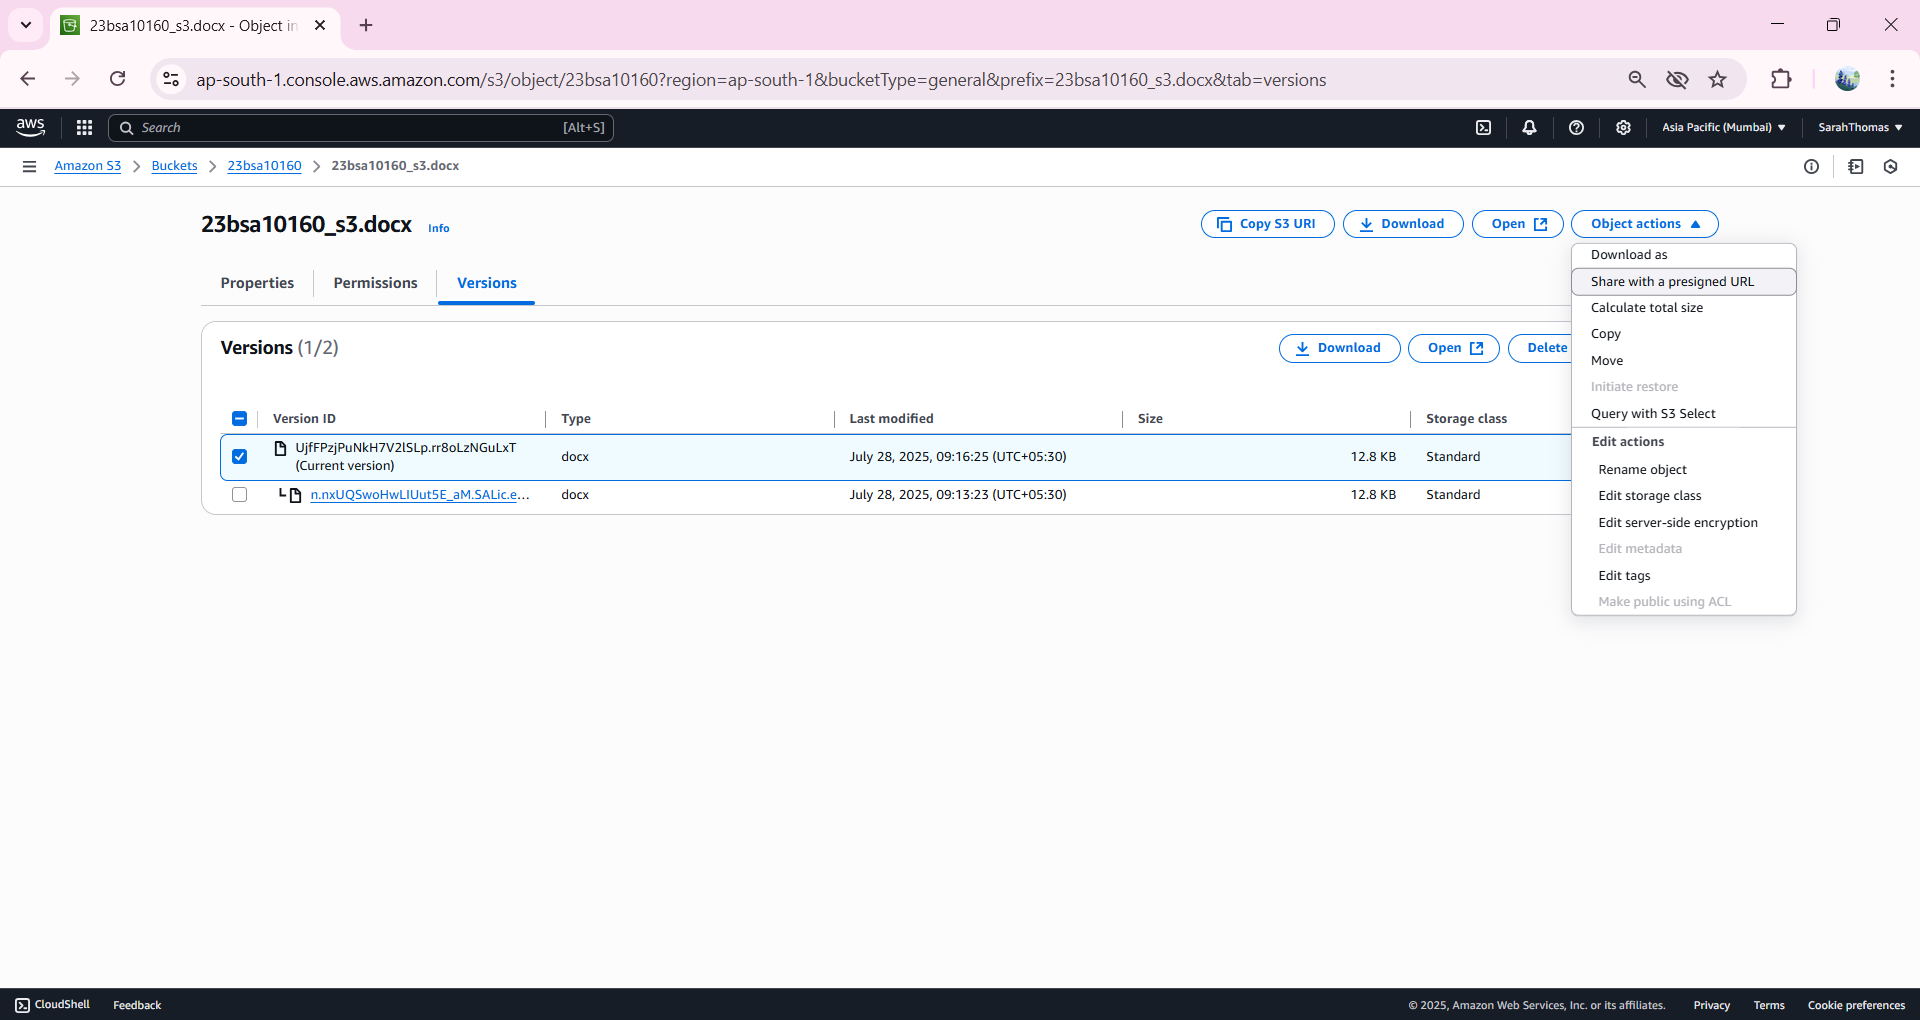 23bsa10160_s3.docx - Object in
ap-south-1.console.aws.amazon.com/s3/object/23bsa10160?region=ap-south-1&bucketType=general&prefix=23bsa10160_s3.docx&tab=versions
aws
Search [Alt+S]
Asia Pacific (Mumbai)
SarahThomas
Amazon S3 > Buckets > 23bsa10160 > 23bsa10160_s3.docx
23bsa10160_s3.docx Info
Copy S3 URI
Download
Open
Object actions
Download as
Share with a presigned URL
Calculate total size
Copy
Move
Initiate restore
Query with S3 Select
Edit actions
Rename object
Edit storage class
Edit server-side encryption
Edit metadata
Edit tags
Make public using ACL
Properties
Permissions
Versions
Versions (1/2)
Download
Open
Delete
Version ID Type Last modified Size Storage class
UjfFPzjPuNkH7V2lSLp.rr8oLzNGuLxT
(Current version)
docx July 28, 2025, 09:16:25 (UTC+05:30) 12.8 KB Standard
n.nxUQSwoHwLIUut5E_aM.SALic.e... docx July 28, 2025, 09:13:23 (UTC+05:30) 12.8 KB Standard
CloudShell
Feedback
© 2025, Amazon Web Services, Inc. or its affiliates.
Privacy
Terms
Cookie preferences